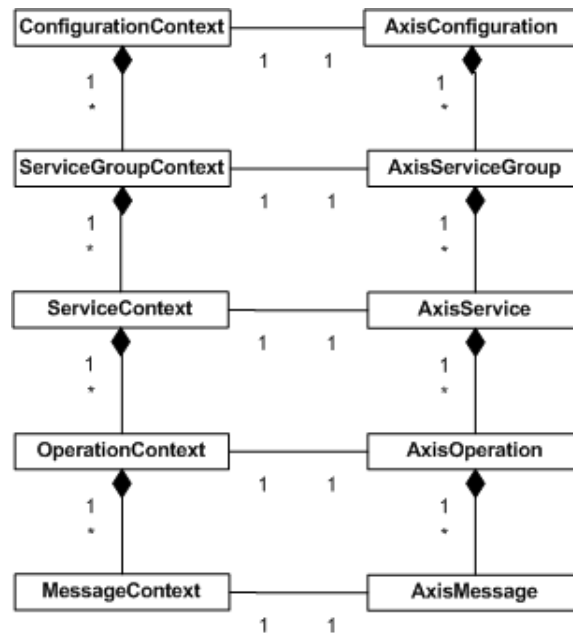 ConfigurationContext AxisConfiguration
1 1
1 1
* *
ServiceGroupContext AxisServiceGroup
1 1
1 1
* *
ServiceContext AxisService
1 1
1 1
* *
OperationContext AxisOperation
1 1
1 1
* *
MessageContext AxisMessage
1 1